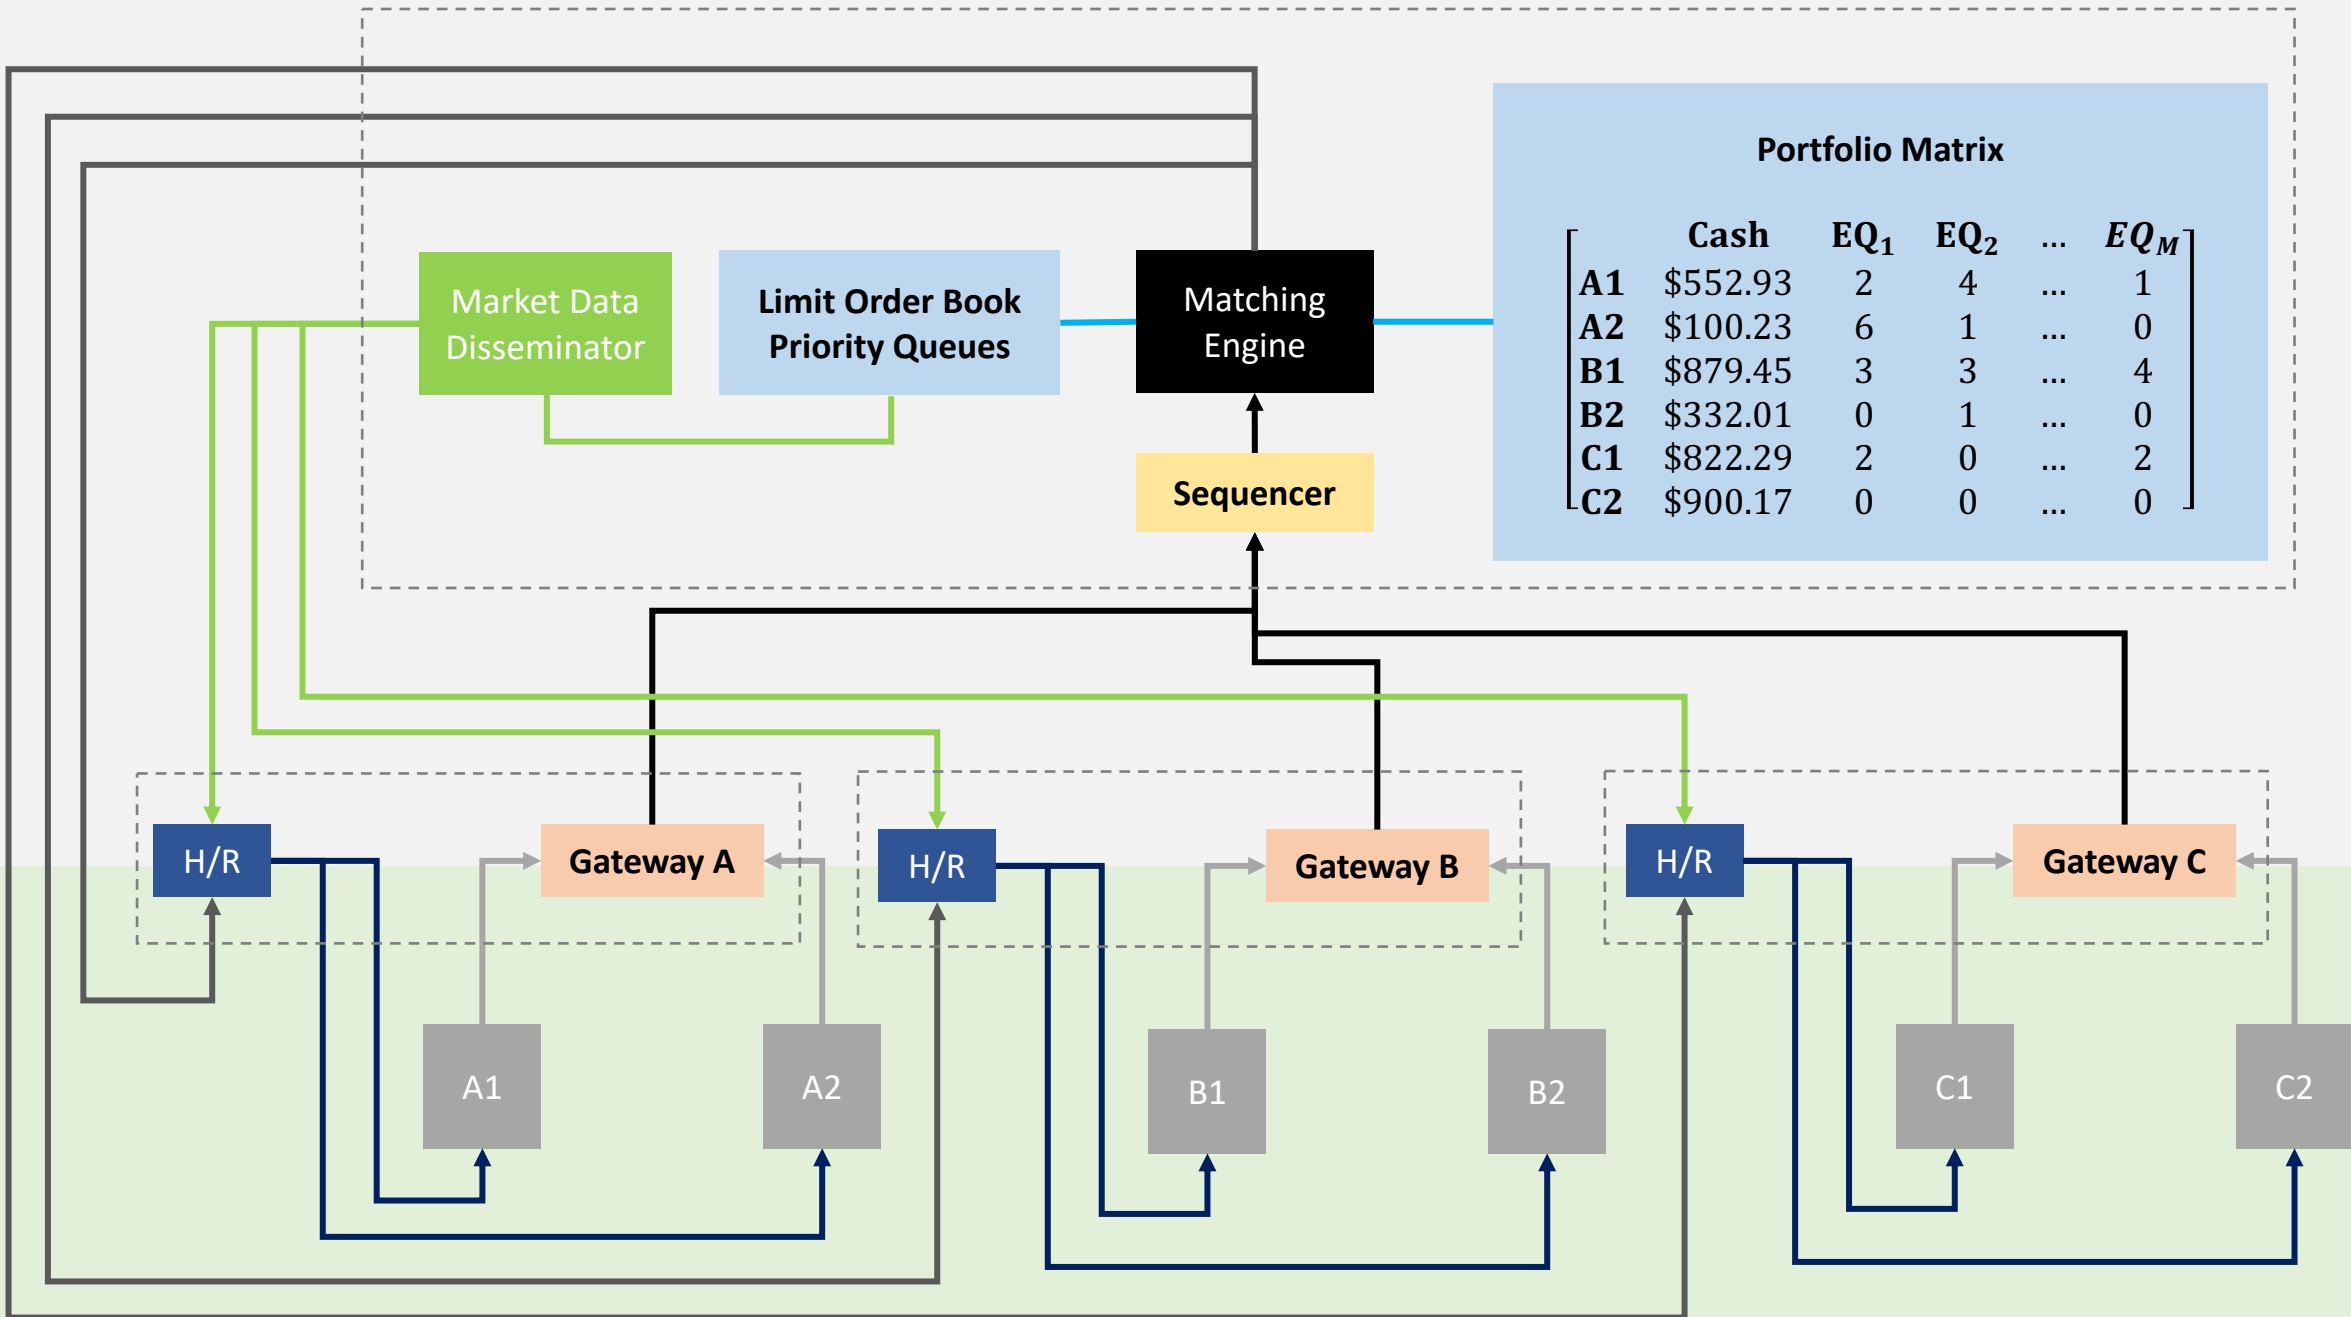 Portfolio Matrix
Cash EQ₁ EQ₂ ... EQ_M
A1 $552.93 2 4 ... 1
A2 $100.23 6 1 ... 0
B1 $879.45 3 3 ... 4
B2 $332.01 0 1 ... 0
C1 $822.29 2 0 ... 2
C2 $900.17 0 0 ... 0
Market Data
Disseminator
Limit Order Book
Priority Queues
Matching
Engine
Sequencer
H/R
Gateway A
H/R
Gateway B
H/R
Gateway C
A1
A2
B1
B2
C1
C2